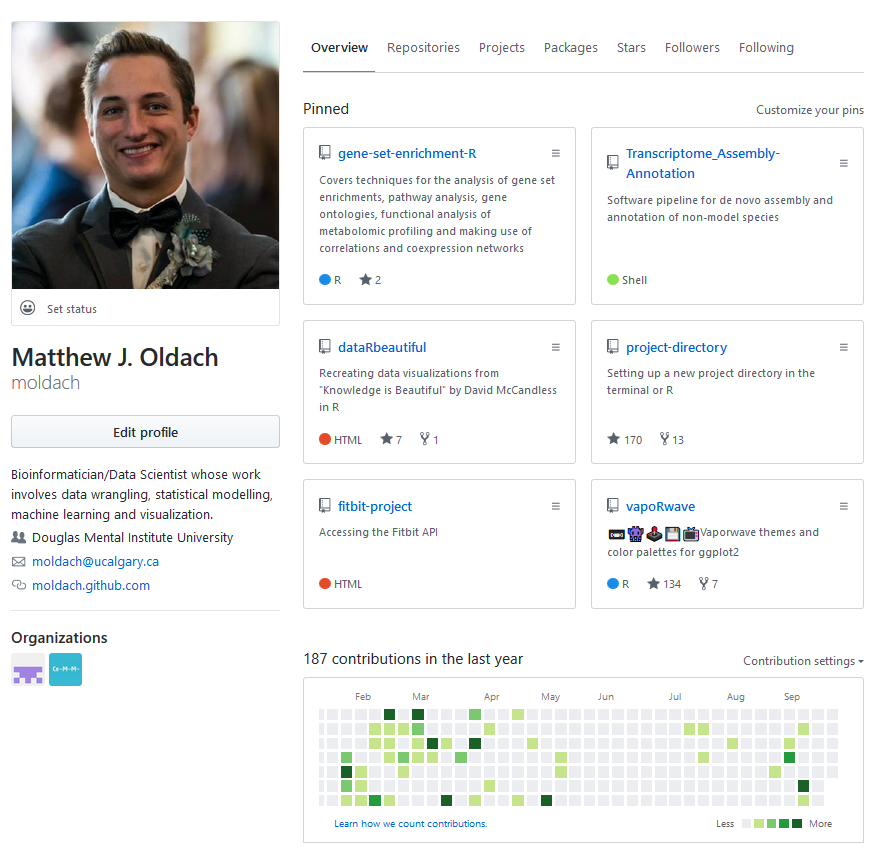 Overview Repositories Projects Packages Stars Followers Following
Set status
Matthew J. Oldach
moldach
Edit profile
Bioinformatician/Data Scientist whose work
involves data wrangling, statistical modelling,
machine learning and visualization.
Douglas Mental Institute University
moldach@ucalgary.ca
moldach.github.com
Organizations
Ca-M-M-
Pinned
Customize your pins
gene-set-enrichment-R
Covers techniques for the analysis of gene set
enrichments, pathway analysis, gene
ontologies, functional analysis of
metabolomic profiling and making use of
correlations and coexpression networks
R 2
Transcriptome_Assembly-
Annotation
Software pipeline for de novo assembly and
annotation of non-model species
Shell
dataRbeautiful
Recreating data visualizations from
"Knowledge is Beautiful" by David McCandless
in R
HTML 7 1
project-directory
Setting up a new project directory in the
terminal or R
170 13
fitbit-project
Accessing the Fitbit API
HTML
vapoRwave
Vaporwave themes and
color palettes for ggplot2
R 134 7
187 contributions in the last year
Contribution settings
Feb Mar Apr May Jun Jul Aug Sep
Learn how we count contributions.
Less More